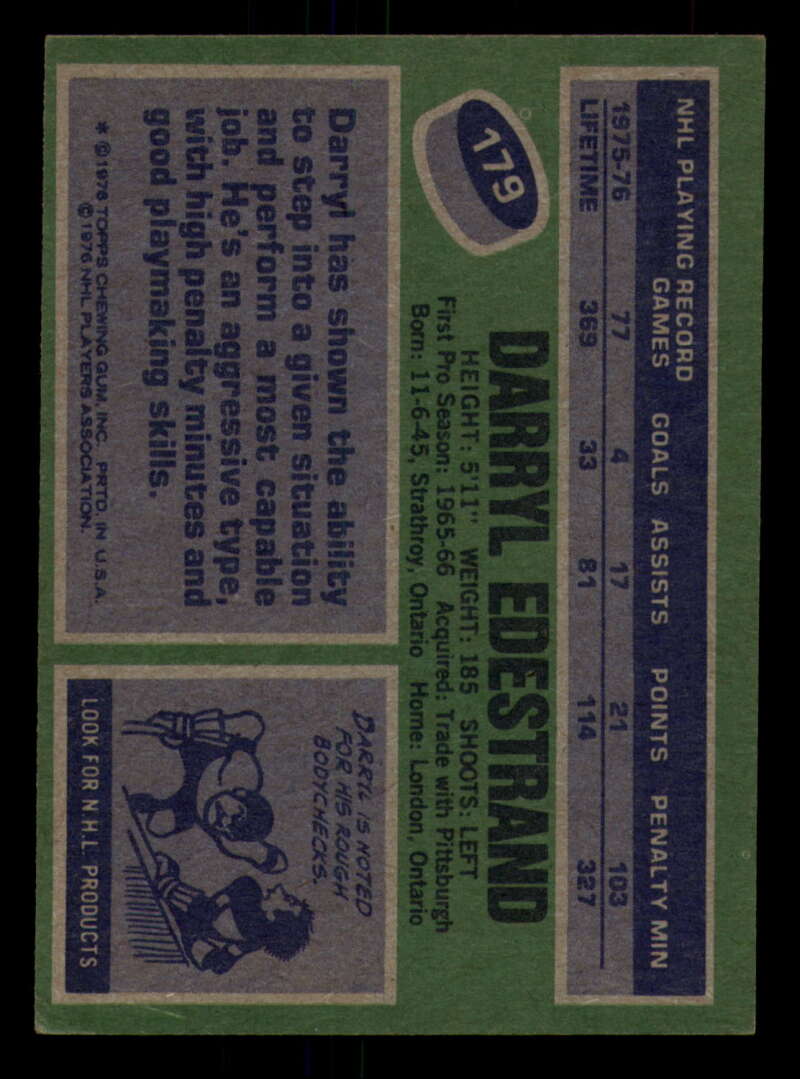 NHL PLAYING RECORD
GAMES GOALS ASSISTS POINTS PENALTY MIN
1975-76 77 4 17 21 103
LIFETIME 369 33 81 114 327
179
DARRYL EDESTRAND
HEIGHT: 5'11" WEIGHT: 185 SHOOTS: LEFT
First Pro Season: 1965-66 Acquired: Trade with Pittsburgh
Born: 11-6-45, Strathroy, Ontario Home: London, Ontario
Darryl has shown the ability
to step into a given situation
and perform a most capable
job. He's an aggressive type,
with high penalty minutes and
good playmaking skills.
* ©1976 TOPPS CHEWING GUM, INC. PRTD. IN U.S.A.
©1976 NHL PLAYERS ASSOCIATION.
DARRYL IS NOTED
FOR HIS ROUGH
BODYCHECKS.
LOOK FOR N.H.L. PRODUCTS